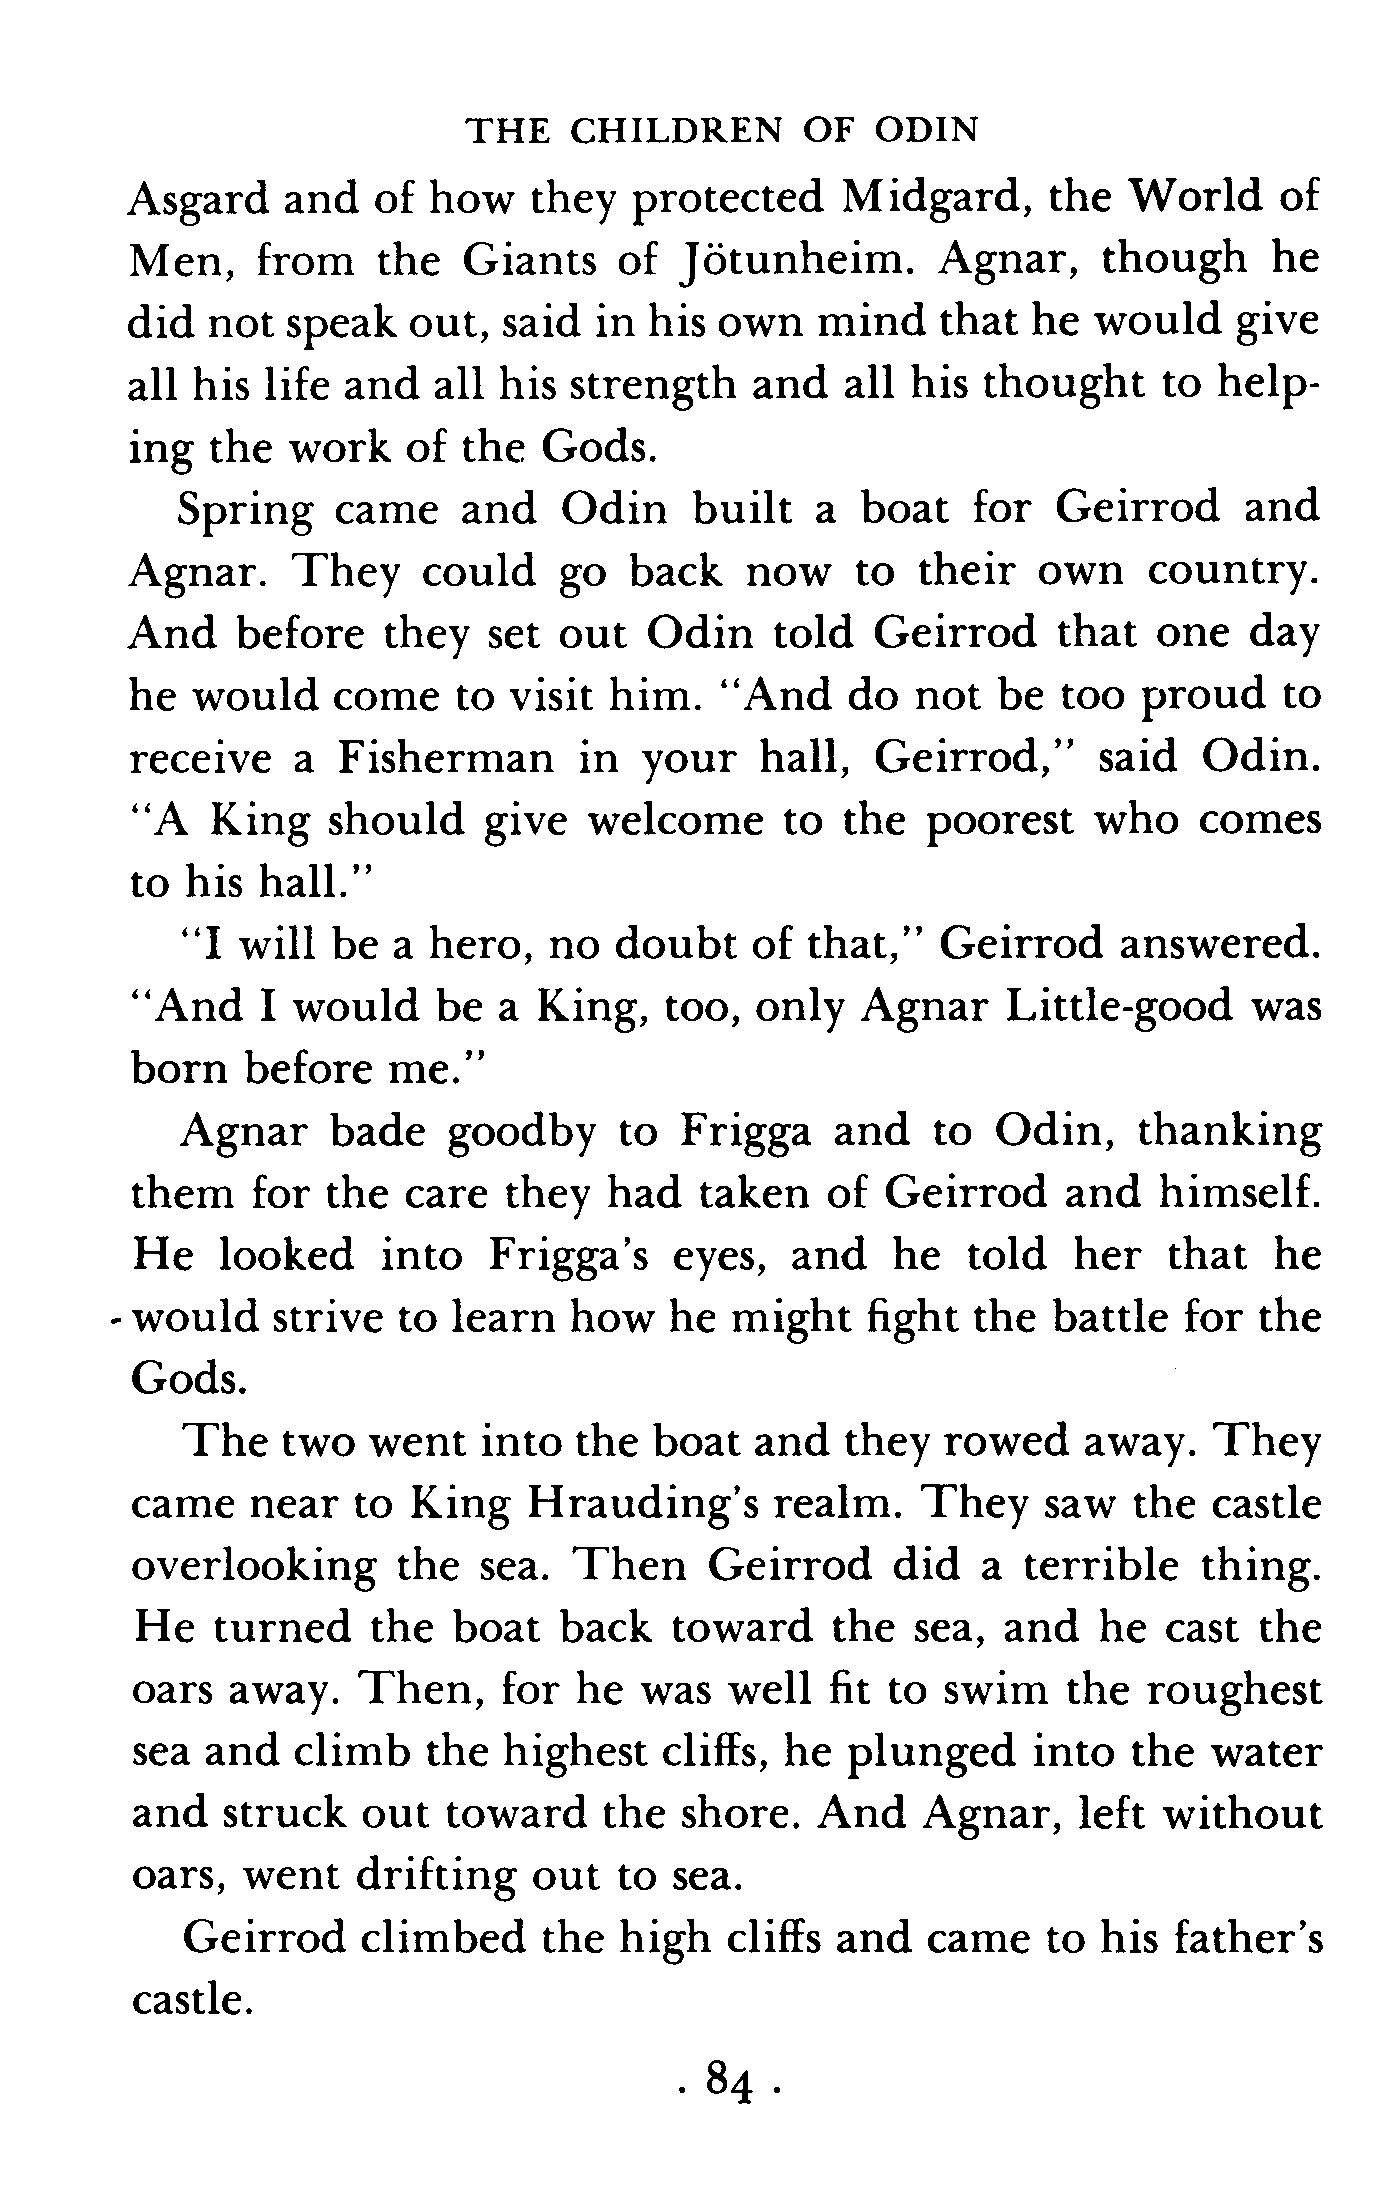 THE CHILDREN OF ODIN
Asgard and of how they protected Midgard, the World of
Men, from the Giants of Jötunheim. Agnar, though he
did not speak out, said in his own mind that he would give
all his life and all his strength and all his thought to help-
ing the work of the Gods.
Spring came and Odin built a boat for Geirrod and
Agnar. They could go back now to their own country.
And before they set out Odin told Geirrod that one day
he would come to visit him. "And do not be too proud to
receive a Fisherman in your hall, Geirrod," said Odin.
"A King should give welcome to the poorest who comes
to his hall."
"I will be a hero, no doubt of that," Geirrod answered.
"And I would be a King, too, only Agnar Little-good was
born before me."
Agnar bade goodby to Frigga and to Odin, thanking
them for the care they had taken of Geirrod and himself.
He looked into Frigga's eyes, and he told her that he
would strive to learn how he might fight the battle for the
Gods.
The two went into the boat and they rowed away. They
came near to King Hrauding's realm. They saw the castle
overlooking the sea. Then Geirrod did a terrible thing.
He turned the boat back toward the sea, and he cast the
oars away. Then, for he was well fit to swim the roughest
sea and climb the highest cliffs, he plunged into the water
and struck out toward the shore. And Agnar, left without
oars, went drifting out to sea.
Geirrod climbed the high cliffs and came to his father's
castle.
· 84 ·